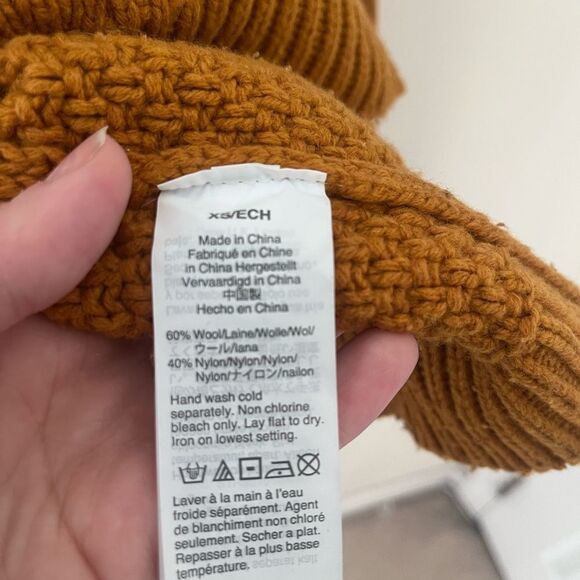 XS/ECH
Made in China
Fabriqué en Chine
in China Hergestellt
Vervaardigd in China
中国製
Hecho en China
60% Wool/Laine/Wolle/Wol/
ウール/lana
40% Nylon/Nylon/Nylon/
Nylon/ナイロン/nailon
Hand wash cold
separately. Non chlorine
bleach only. Lay flat to dry.
Iron on lowest setting.
Laver à la main à l'eau
froide séparément. Agent
de blanchiment non chloré
seulement. Secher a plat.
Repasser à la plus basse
température.